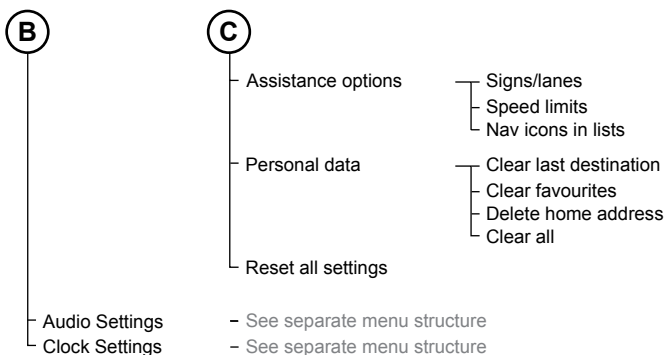 B C
Assistance options Signs/lanes
Speed limits
Nav icons in lists
Personal data Clear last destination
Clear favourites
Delete home address
Clear all
Reset all settings
Audio Settings – See separate menu structure
Clock Settings – See separate menu structure